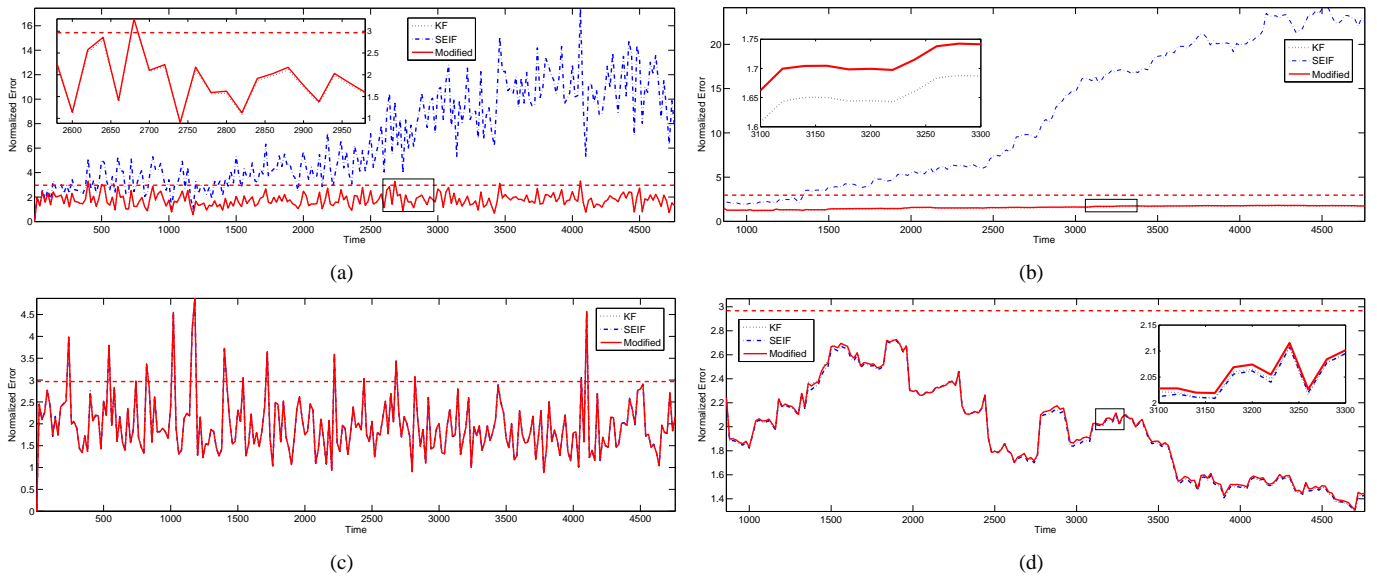 16
14
12
10
8
6
4
2
0
Normalized Error
500 1000 1500 2000 2500 3000 3500 4000 4500
Time
KF
SEIF
Modified
3
2.5
2
1.5
1
2600 2650 2700 2750 2800 2850 2900 2950
(a)
20
15
10
5
0
Normalized Error
1000 1500 2000 2500 3000 3500 4000 4500
Time
KF
SEIF
Modified
1.75
1.7
1.65
1.6
3100 3150 3200 3250 3300
(b)
4.5
4
3.5
3
2.5
2
1.5
1
0.5
0
Normalized Error
500 1000 1500 2000 2500 3000 3500 4000 4500
Time
KF
SEIF
Modified
(c)
3
2.8
2.6
2.4
2.2
2
1.8
1.6
1.4
Normalized Error
1000 1500 2000 2500 3000 3500 4000 4500
Time
KF
SEIF
Modified
2.15
2.1
2.05
2
3100 3150 3200 3250 3300
(d)